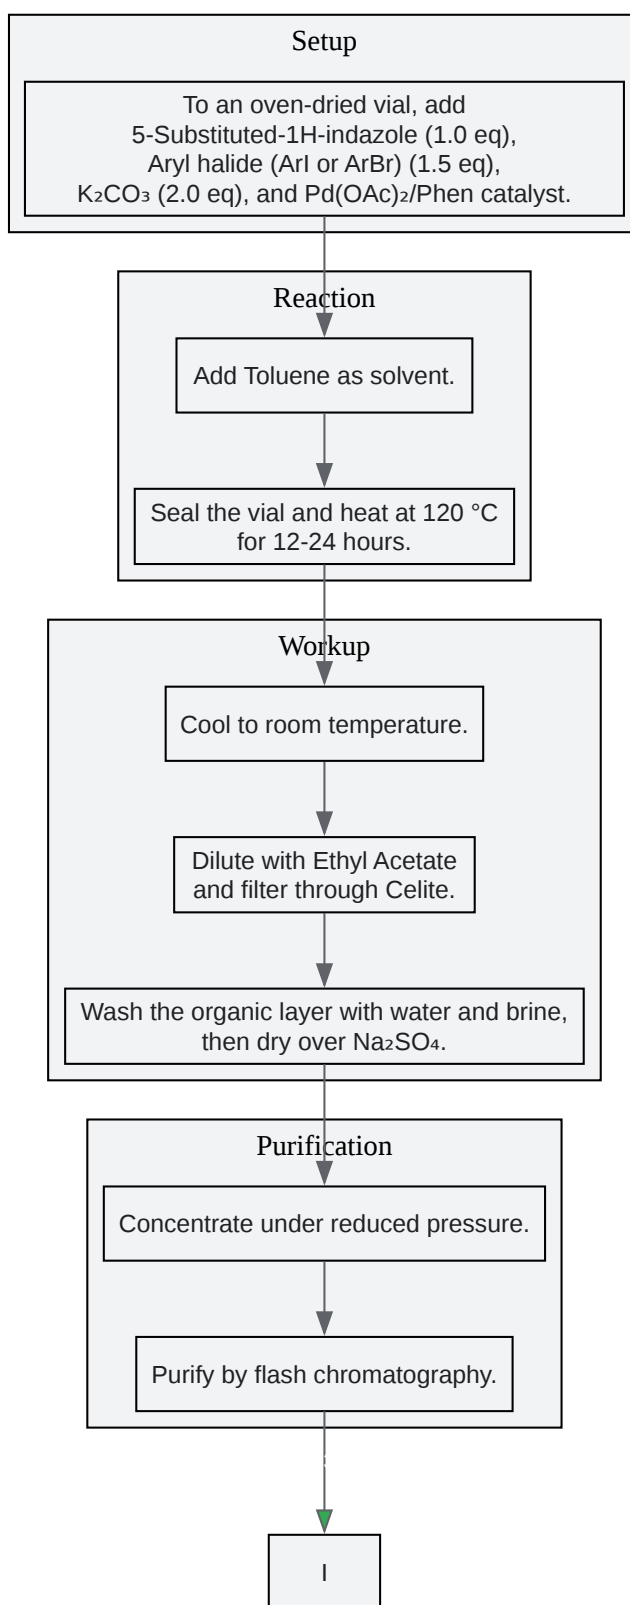 Setup
To an oven-dried vial, add
5-Substituted-1H-indazole (1.0 eq),
Aryl halide (ArI or ArBr) (1.5 eq),
K₂CO₃ (2.0 eq), and Pd(OAc)₂/Phen catalyst.
Reaction
Add Toluene as solvent.
Seal the vial and heat at 120 °C
for 12-24 hours.
Workup
Cool to room temperature.
Dilute with Ethyl Acetate
and filter through Celite.
Wash the organic layer with water and brine,
then dry over Na₂SO₄.
Purification
Concentrate under reduced pressure.
Purify by flash chromatography.
I